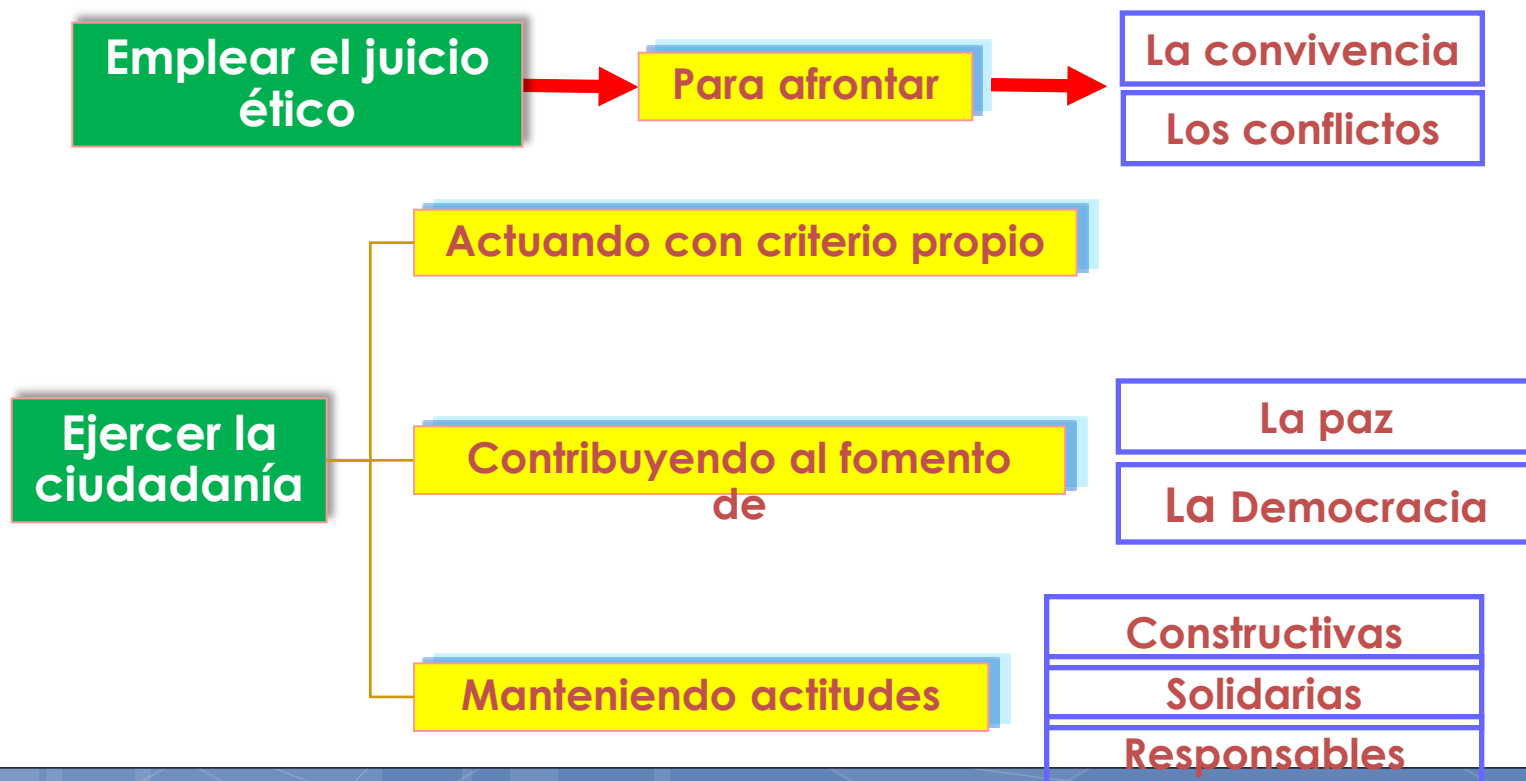 Emplear el juicio
ético
Para afrontar
La convivencia
Los conflictos
Actuando con criterio propio
Ejercer la
ciudadanía
Contribuyendo al fomento
de
La paz
La Democracia
Manteniendo actitudes
Constructivas
Solidarias
Responsables